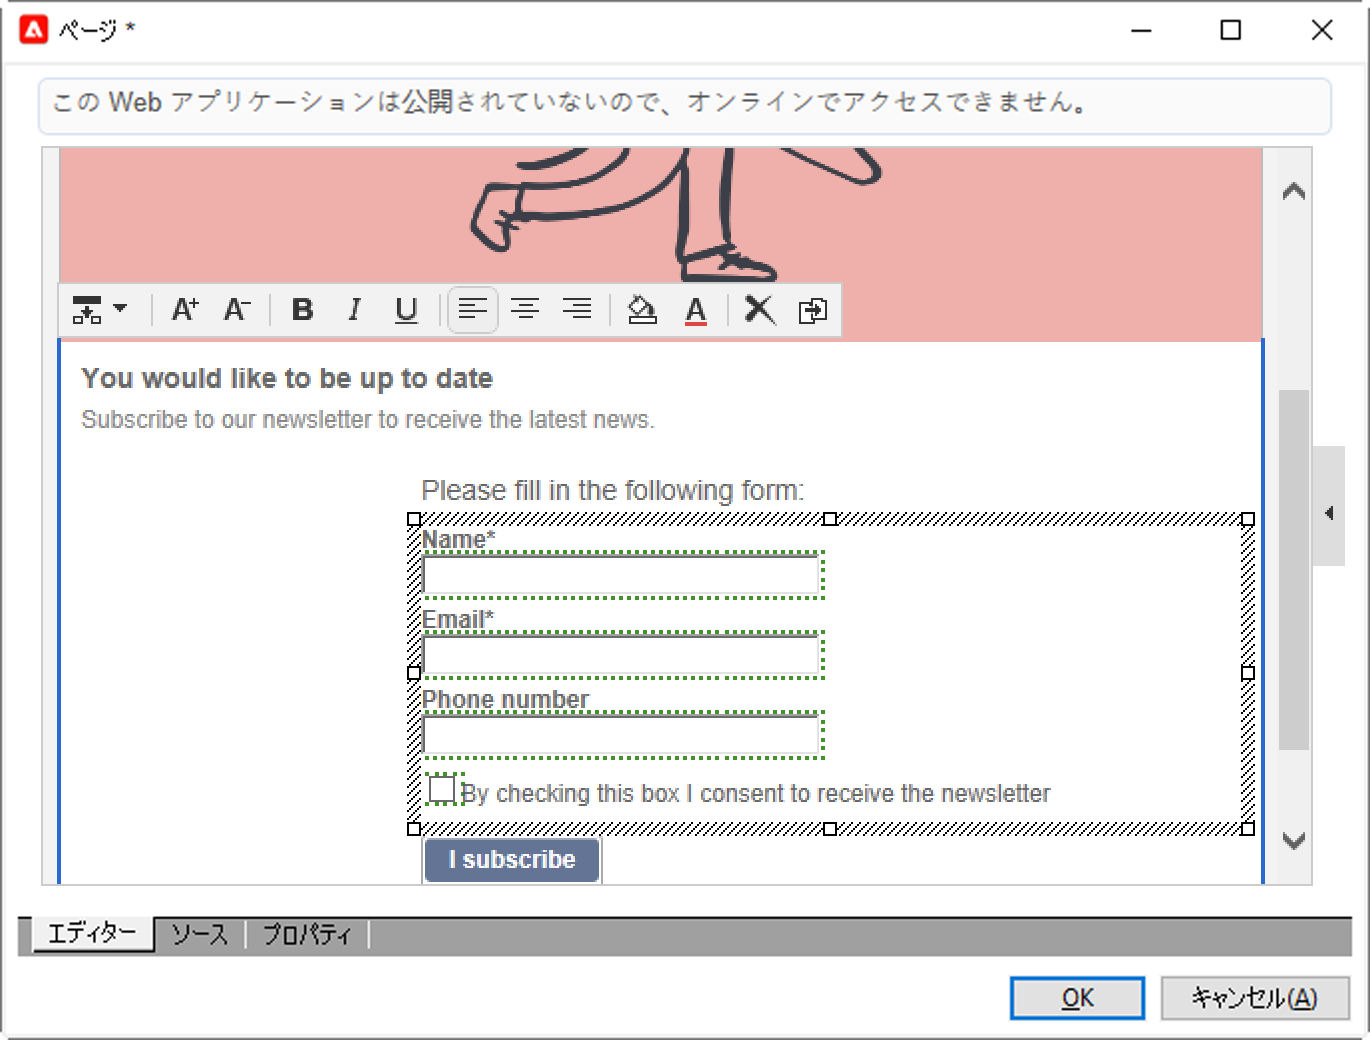 ページ *
この Web アプリケーションは公開されていないので、オンラインでアクセスできません。
A+ A- B I U A
You would like to be up to date
Subscribe to our newsletter to receive the latest news.
Please fill in the following form:
Name*
Email*
Phone number
By checking this box I consent to receive the newsletter
I subscribe
エディター ソース プロパティ
OK キャンセル(A)